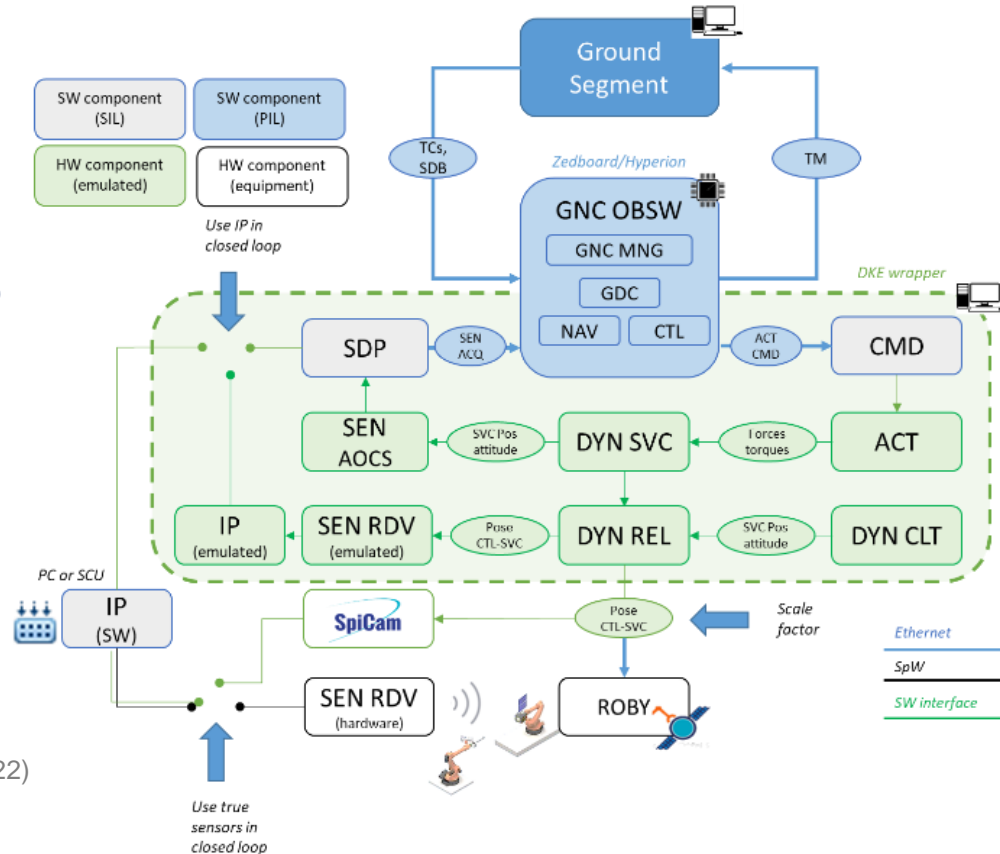 Ground
Segment
SW component
(SIL)
SW component
(PIL)
HW component
(emulated)
HW component
(equipment)
TCs,
SDB
TM
Zedboard/Hyperion
GNC OBSW
GNC MNG
GDC
NAV
CTL
Use IP in
closed loop
DKE wrapper
SDP
SEN
ACQ
ACT
CMD
CMD
SEN
AOCS
SVC Pos
attitude
DYN SVC
Forces
torques
ACT
IP
(emulated)
SEN RDV
(emulated)
Pose
CTL-SVC
DYN REL
SVC Pos
attitude
DYN CLT
PC or SCU
IP
(SW)
SpiCam
Pose
CTL-SVC
Scale
factor
Ethernet
SpW
SW interface
SEN RDV
(hardware)
ROBY
22)
Use true
sensors in
closed loop